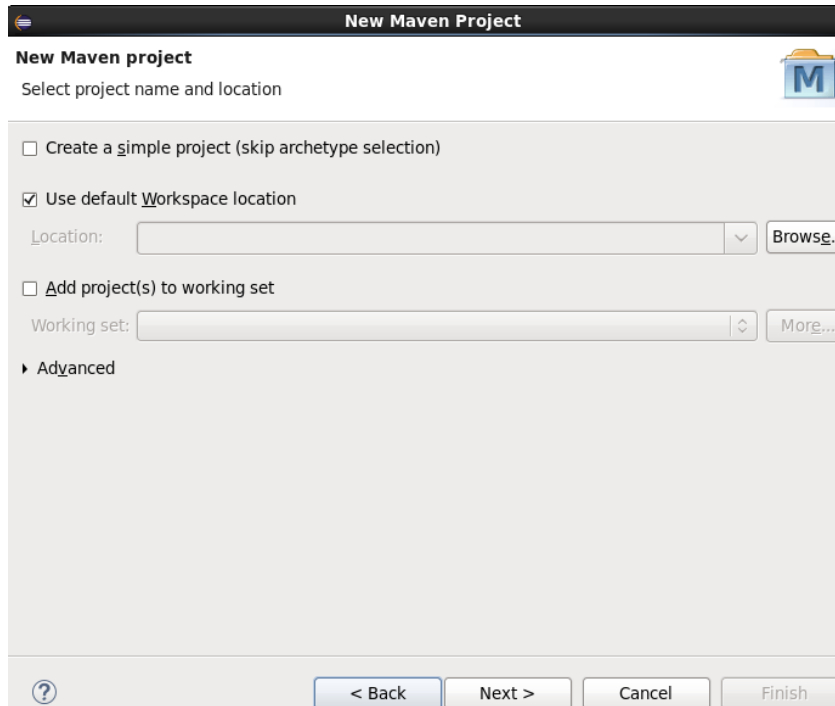 New Maven Project
New Maven project
Select project name and location
M
Create a simple project (skip archetype selection)
Use default Workspace location
Location:
Browse.
Add project(s) to working set
Working set:
More...
Advanced
?
< Back Next > Cancel Finish